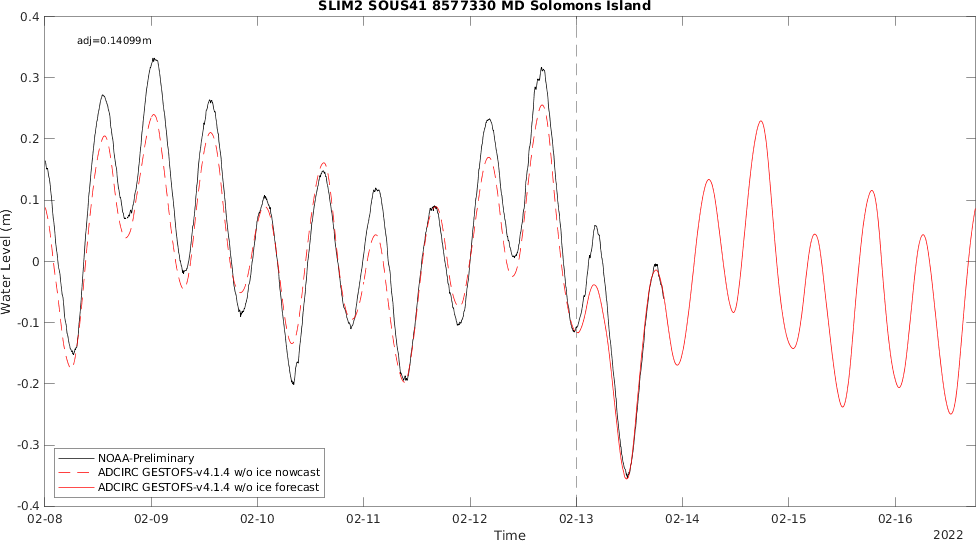 SLIM2 SOUS41 8577330 MD Solomons Island
adj=0.14099m
Water Level (m)
0.4
0.3
0.2
0.1
0
-0.1
-0.2
-0.3
-0.4
NOAA-Preliminary
ADCIRC GESTOFS-v4.1.4 w/o ice nowcast
ADCIRC GESTOFS-v4.1.4 w/o ice forecast
02-08 02-09 02-10 02-11 02-12 02-13 02-14 02-15 02-16
Time
2022